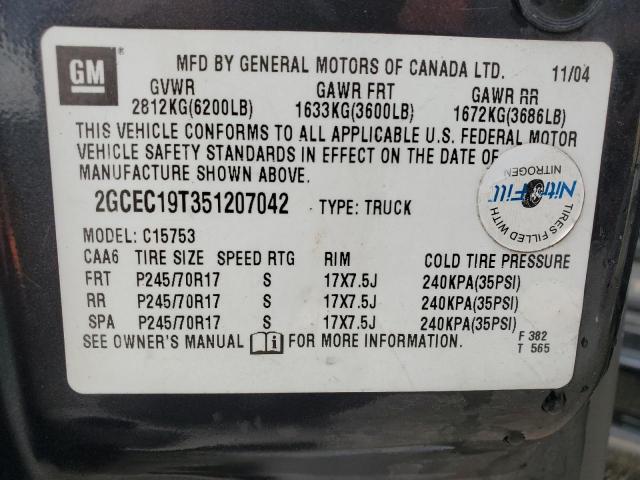 GM
MFD BY GENERAL MOTORS OF CANADA LTD. 11/04
GVWR GAWR FRT GAWR RR
2812KG(6200LB) 1633KG(3600LB) 1672KG(3686LB)
THIS VEHICLE CONFORMS TO ALL APPLICABLE U.S. FEDERAL MOTOR
VEHICLE SAFETY STANDARDS IN EFFECT ON THE DATE OF
MANUFACTURE SHOWN ABOVE.
NITROGEN
NitroFill
TIRES FILLED WITH
2GCEC19T351207042 TYPE: TRUCK
MODEL: C15753
CAA6 TIRE SIZE SPEED RTG RIM COLD TIRE PRESSURE
FRT P245/70R17 S 17X7.5J 240KPA(35PSI)
RR P245/70R17 S 17X7.5J 240KPA(35PSI)
SPA P245/70R17 S 17X7.5J 240KPA(35PSI)
SEE OWNER'S MANUAL FOR MORE INFORMATION.
F 382
T 565